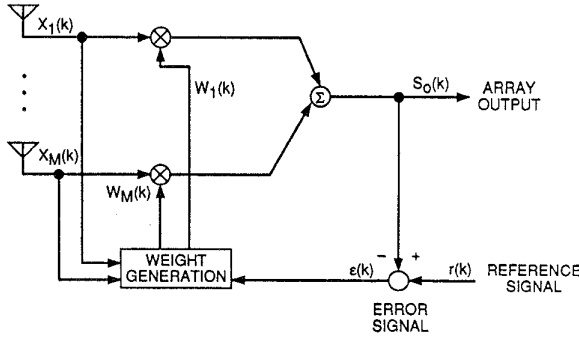 X1(k)
W1(k)
Σ
So(k)
ARRAY
OUTPUT
XM(k)
WM(k)
WEIGHT
GENERATION
ε(k)
− +
r(k)
REFERENCE
SIGNAL
ERROR
SIGNAL